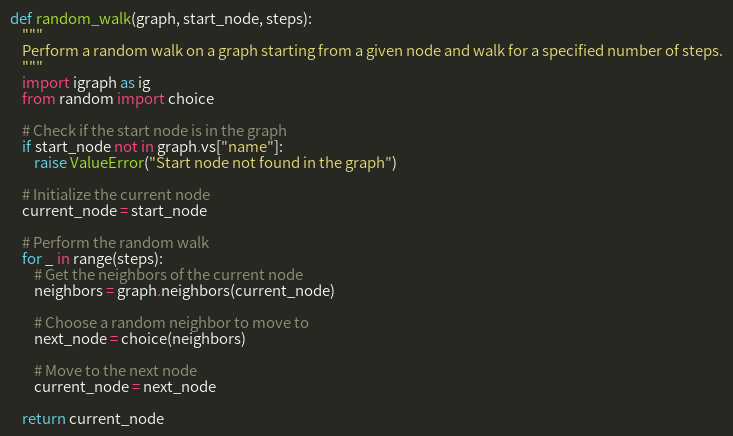 def random_walk(graph, start_node, steps):
    """
    Perform a random walk on a graph starting from a given node and walk for a specified number of steps.
    """
    import igraph as ig
    from random import choice

    # Check if the start node is in the graph
    if start_node not in graph.vs["name"]:
        raise ValueError("Start node not found in the graph")

    # Initialize the current node
    current_node = start_node

    # Perform the random walk
    for _ in range(steps):
        # Get the neighbors of the current node
        neighbors = graph.neighbors(current_node)

        # Choose a random neighbor to move to
        next_node = choice(neighbors)

        # Move to the next node
        current_node = next_node

    return current_node